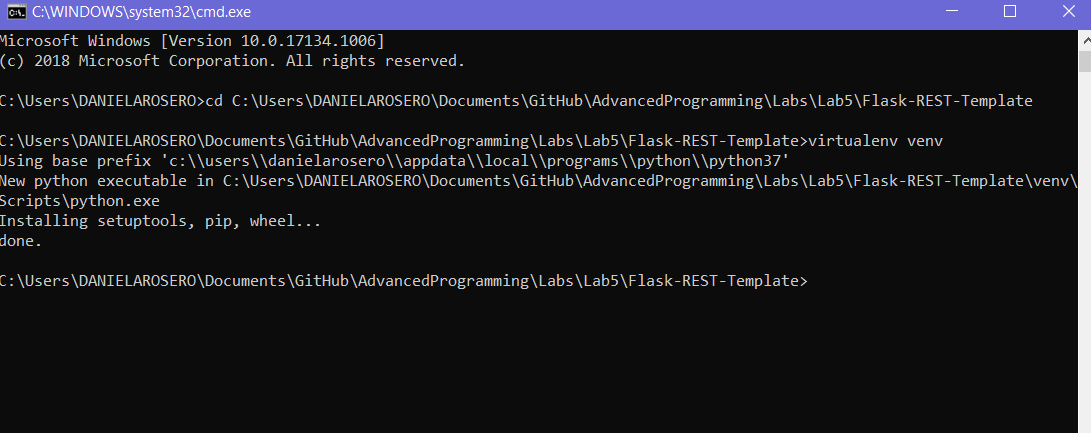 C:\WINDOWS\system32\cmd.exe
Microsoft Windows [Version 10.0.17134.1006]
(c) 2018 Microsoft Corporation. All rights reserved.
C:\Users\DANIELAROSERO>cd C:\Users\DANIELAROSERO\Documents\GitHub\AdvancedProgramming\Labs\Lab5\Flask-REST-Template
C:\Users\DANIELAROSERO\Documents\GitHub\AdvancedProgramming\Labs\Lab5\Flask-REST-Template>virtualenv venv
Using base prefix 'c:\\users\\danielarosero\\appdata\\local\\programs\\python\\python37'
New python executable in C:\Users\DANIELAROSERO\Documents\GitHub\AdvancedProgramming\Labs\Lab5\Flask-REST-Template\venv\
Scripts\python.exe
Installing setuptools, pip, wheel...
done.
C:\Users\DANIELAROSERO\Documents\GitHub\AdvancedProgramming\Labs\Lab5\Flask-REST-Template>